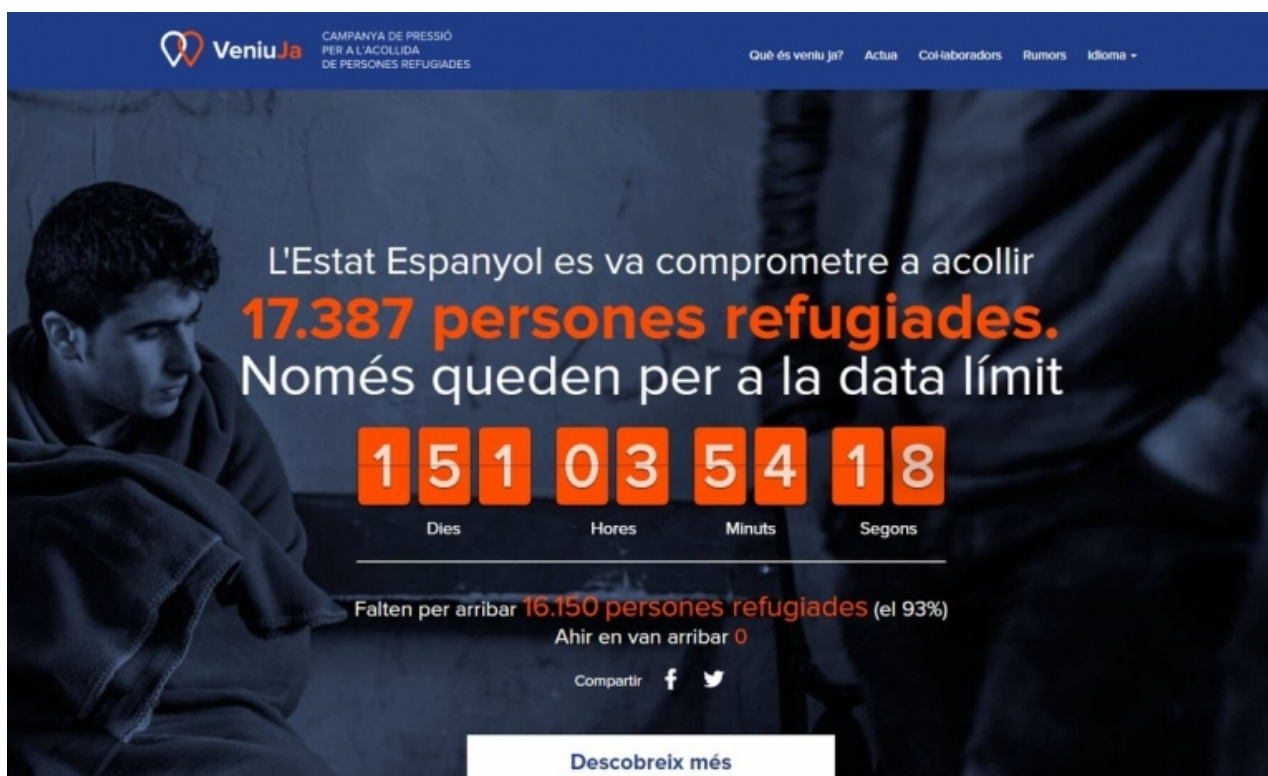 VeniuJa
CAMPANYA DE PRESSIÓ
PER A L'ACOLLIDA
DE PERSONES REFUGIADES
Què és veniu ja? Actua Col·laboradors Rumors Idioma
L'Estat Espanyol es va comprometre a acollir
17.387 persones refugiades.
Només queden per a la data límit
151 03 54 18
Dies Hores Minuts Segons
Falten per arribar 16.150 persones refugiades (el 93%)
Ahir en van arribar 0
Compartir
Descobreix més